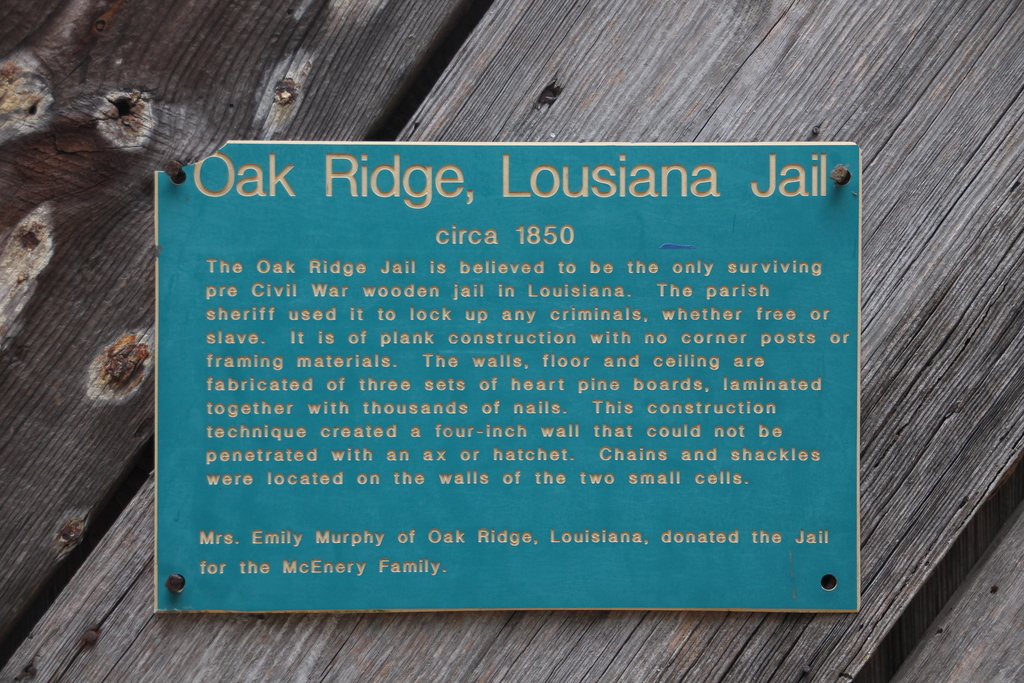 Oak Ridge, Lousiana Jail
circa 1850
The Oak Ridge Jail is believed to be the only surviving
pre Civil War wooden jail in Louisiana. The parish
sheriff used it to lock up any criminals, whether free or
slave. It is of plank construction with no corner posts or
framing materials. The walls, floor and ceiling are
fabricated of three sets of heart pine boards, laminated
together with thousands of nails. This construction
technique created a four-inch wall that could not be
penetrated with an ax or hatchet. Chains and shackles
were located on the walls of the two small cells.
Mrs. Emily Murphy of Oak Ridge, Louisiana, donated the Jail
for the McEnery Family.